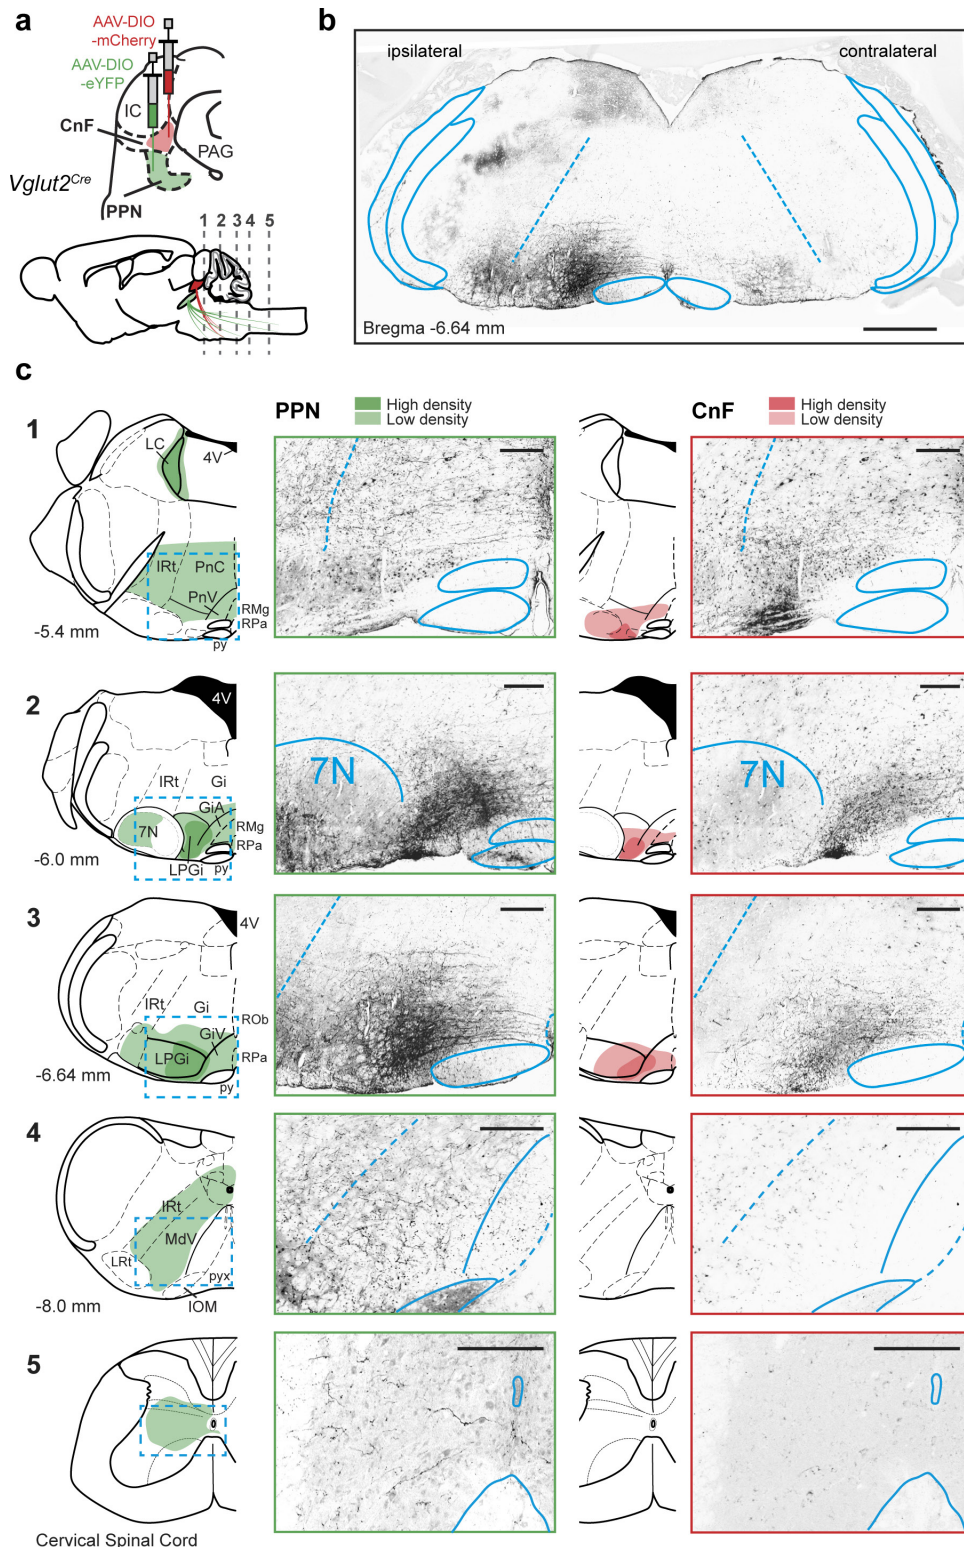 a
AAV-DIO
-mCherry
AAV-DIO
-eYFP
IC
CnF
PAG
Vglut2Cre
PPN
1 2 3 4 5
b
ipsilateral
contralateral
Bregma -6.64 mm
c
PPN
High density
Low density
CnF
High density
Low density
1
LC
4V
IRt
PnC
PnV
RMg
RPa
py
-5.4 mm
2
4V
IRt
Gi
GiA
7N
RMg
RPa
LPGi
py
-6.0 mm
7N
7N
3
4V
IRt
Gi
ROb
GiV
LPGi
RPa
py
-6.64 mm
4
IRt
MdV
LRt
pyx
IOM
-8.0 mm
5
Cervical Spinal Cord